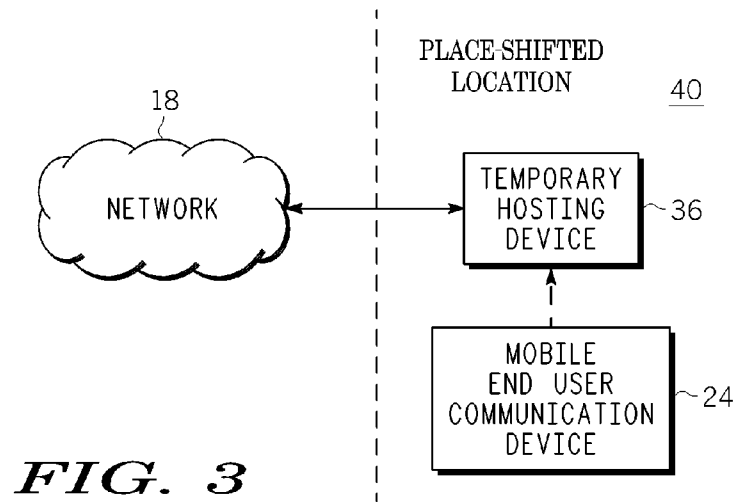 PLACE-SHIFTED
LOCATION
40
18
NETWORK
TEMPORARY
HOSTING
DEVICE
36
MOBILE
END USER
COMMUNICATION
DEVICE
24
FIG. 3